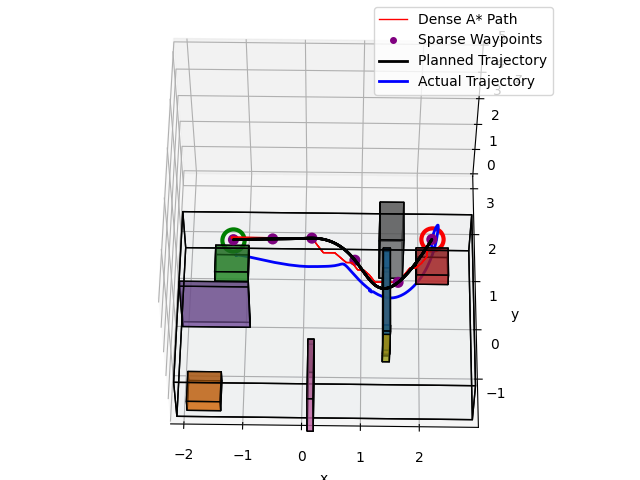 Dense A* Path
Sparse Waypoints
Planned Trajectory
Actual Trajectory
3
2
1
0
3
2
1
0
−1
y
−2
−1
0
1
2
x